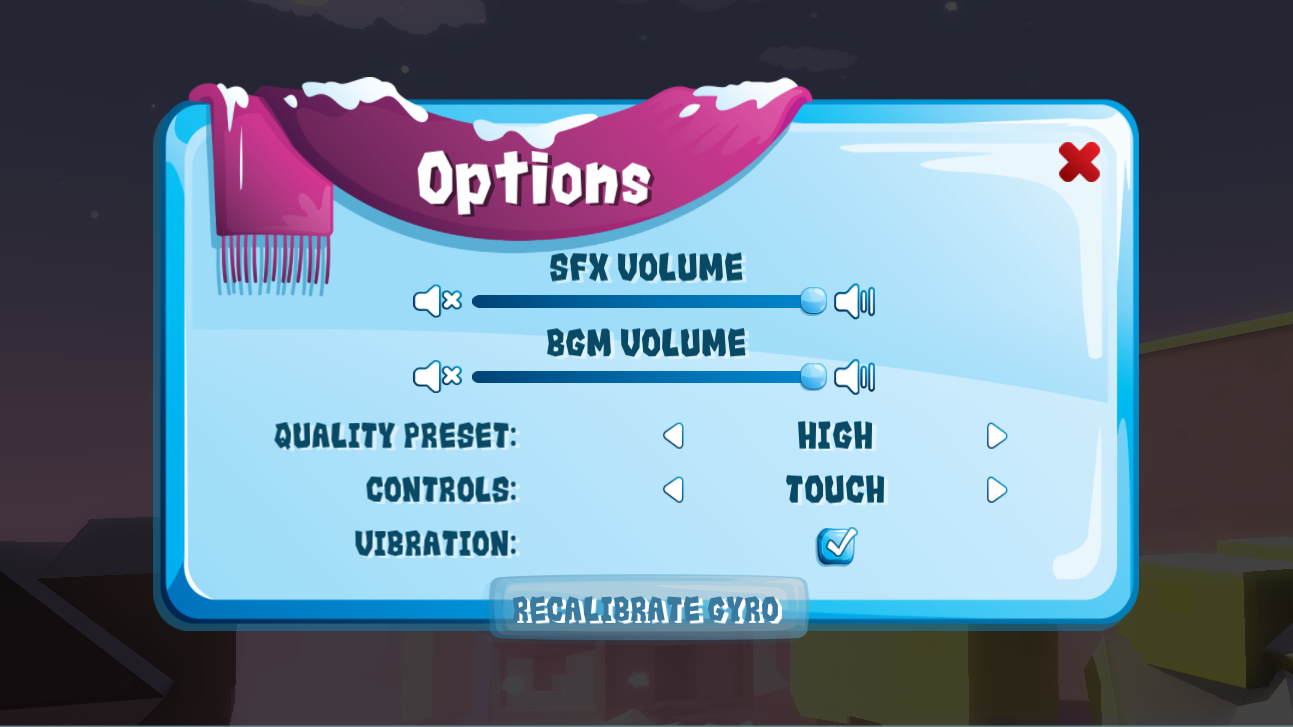 Options
SFX VOLUME
BGM VOLUME
QUALITY PRESET: HIGH
CONTROLS: TOUCH
VIBRATION:
RECALIBRATE GYRO